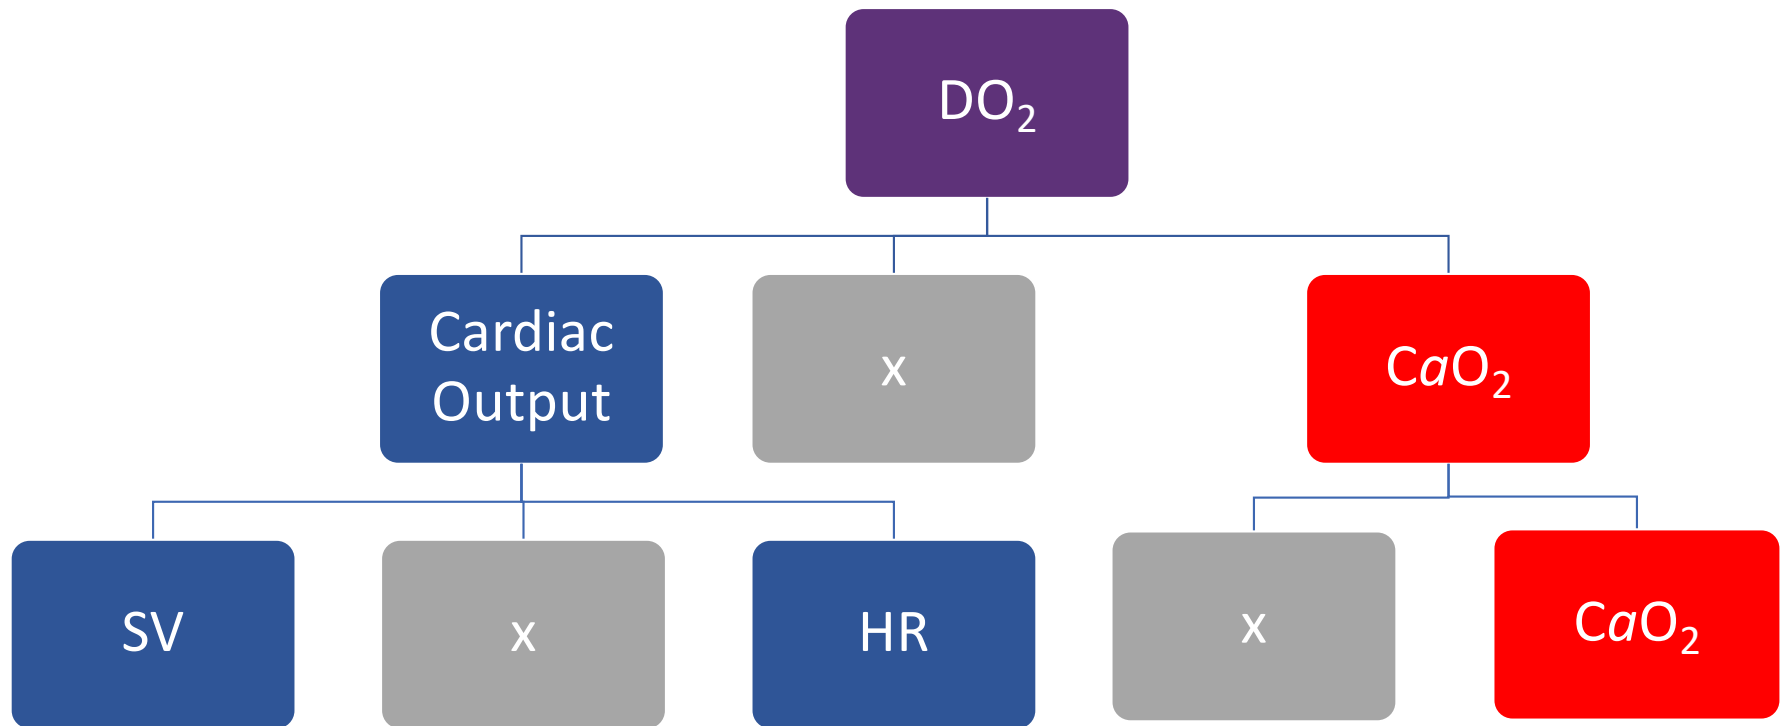 DO₂
Cardiac
Output
x
CaO₂
SV
x
HR
x
CaO₂